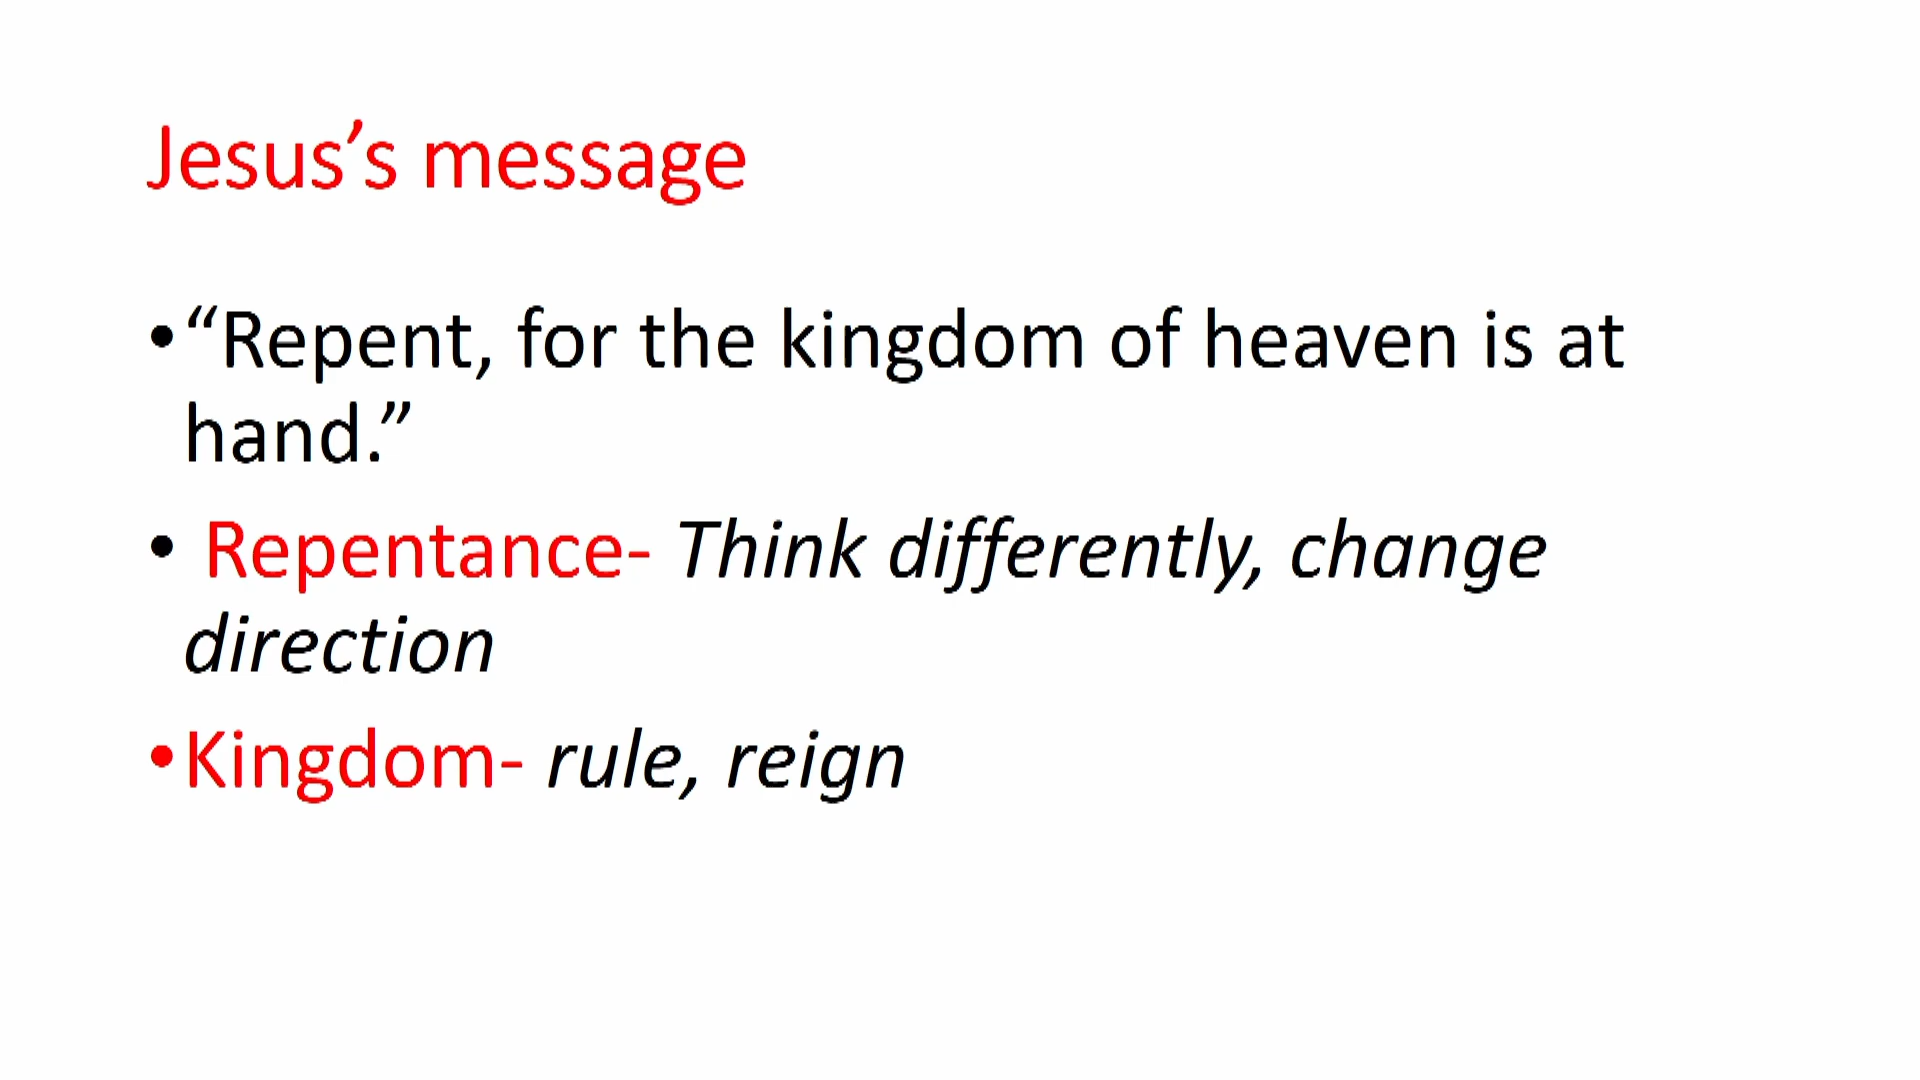 Jesus’s message
•“Repent, for the kingdom of heaven is at
hand.”
• Repentance- Think differently, change
direction
•Kingdom- rule, reign